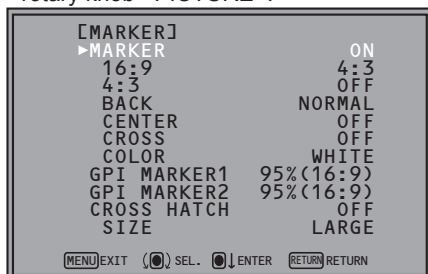 rotary knob "PICTURE"?
[MARKER]
▶MARKER ON
16:9 4:3
4:3 OFF
BACK NORMAL
CENTER OFF
CROSS OFF
COLOR WHITE
GPI MARKER1 95%(16:9)
GPI MARKER2 95%(16:9)
CROSS HATCH OFF
SIZE LARGE
MENU EXIT SEL. ENTER RETURN RETURN